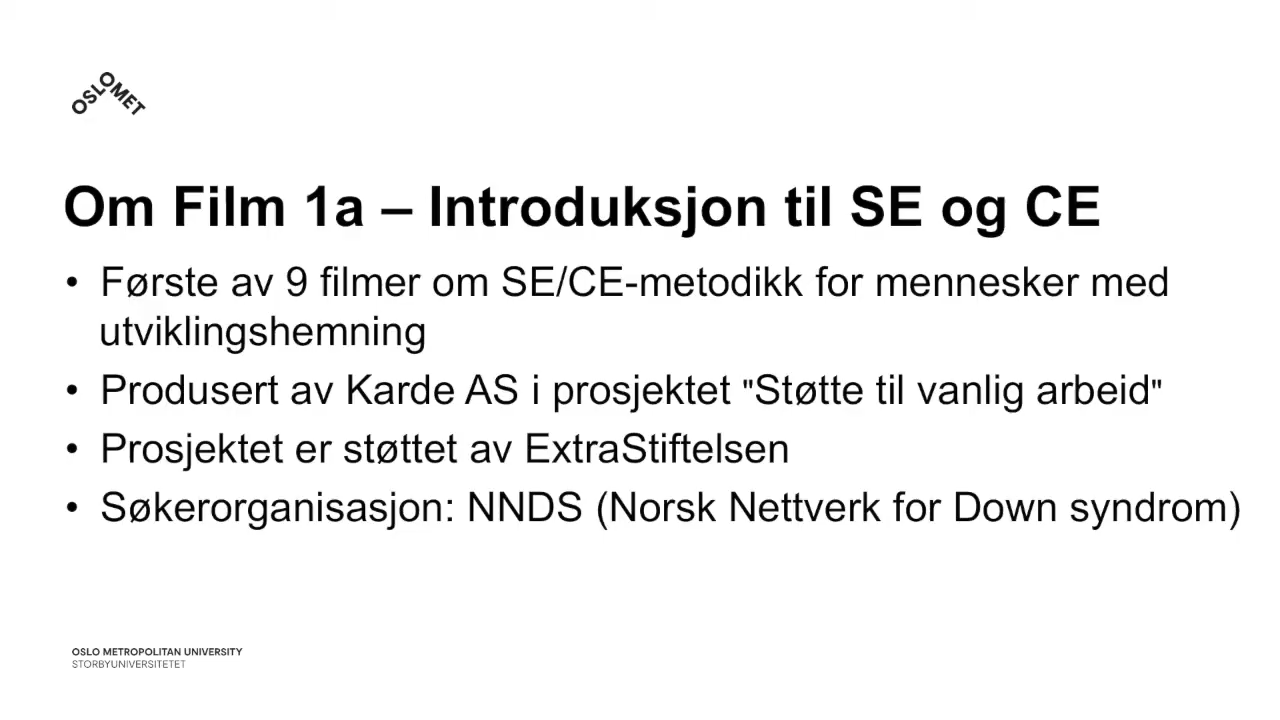 OSLOMET
Om Film 1a – Introduksjon til SE og CE
• Første av 9 filmer om SE/CE-metodikk for mennesker med
utviklingshemning
• Produsert av Karde AS i prosjektet "Støtte til vanlig arbeid"
• Prosjektet er støttet av ExtraStiftelsen
• Søkerorganisasjon: NNDS (Norsk Nettverk for Down syndrom)
OSLO METROPOLITAN UNIVERSITY
STORBYUNIVERSITETET